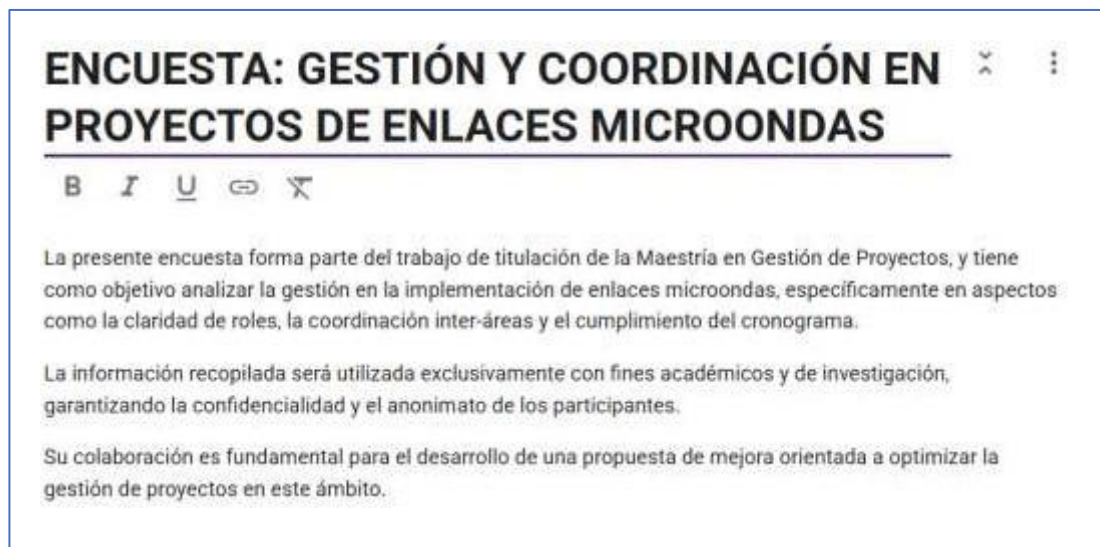 ENCUESTA: GESTIÓN Y COORDINACIÓN EN
PROYECTOS DE ENLACES MICROONDAS
B I U
La presente encuesta forma parte del trabajo de titulación de la Maestría en Gestión de Proyectos, y tiene
como objetivo analizar la gestión en la implementación de enlaces microondas, específicamente en aspectos
como la claridad de roles, la coordinación inter-áreas y el cumplimiento del cronograma.
La información recopilada será utilizada exclusivamente con fines académicos y de investigación,
garantizando la confidencialidad y el anonimato de los participantes.
Su colaboración es fundamental para el desarrollo de una propuesta de mejora orientada a optimizar la
gestión de proyectos en este ámbito.